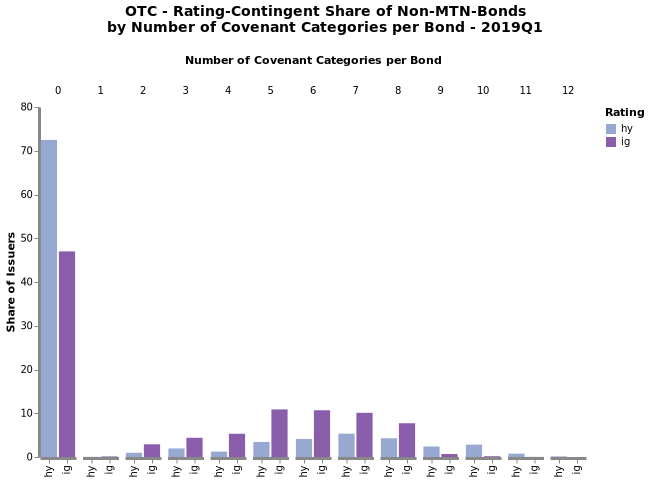 OTC - Rating-Contingent Share of Non-MTN-Bonds
by Number of Covenant Categories per Bond - 2019Q1
Number of Covenant Categories per Bond
0 1 2 3 4 5 6 7 8 9 10 11 12
Rating
hy
ig
Share of Issuers
80
70
60
50
40
30
20
10
0
hy ig hy ig hy ig hy ig hy ig hy ig hy ig hy ig hy ig hy ig hy ig hy ig hy ig